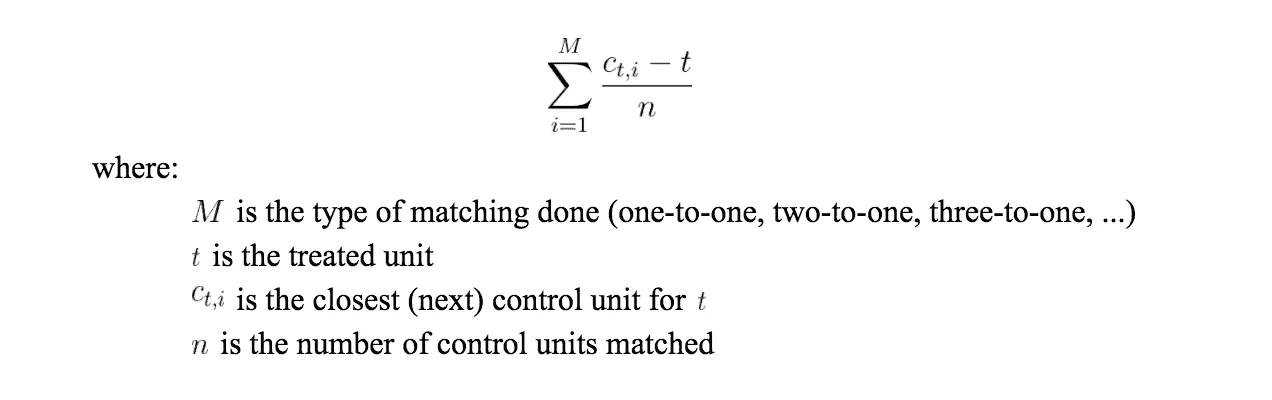 $$\sum_{i=1}^{M} \frac{c_{t,i} - t}{n}$$
where:
M is the type of matching done (one-to-one, two-to-one, three-to-one, ...)
t is the treated unit
c_{t,i} is the closest (next) control unit for t
n is the number of control units matched